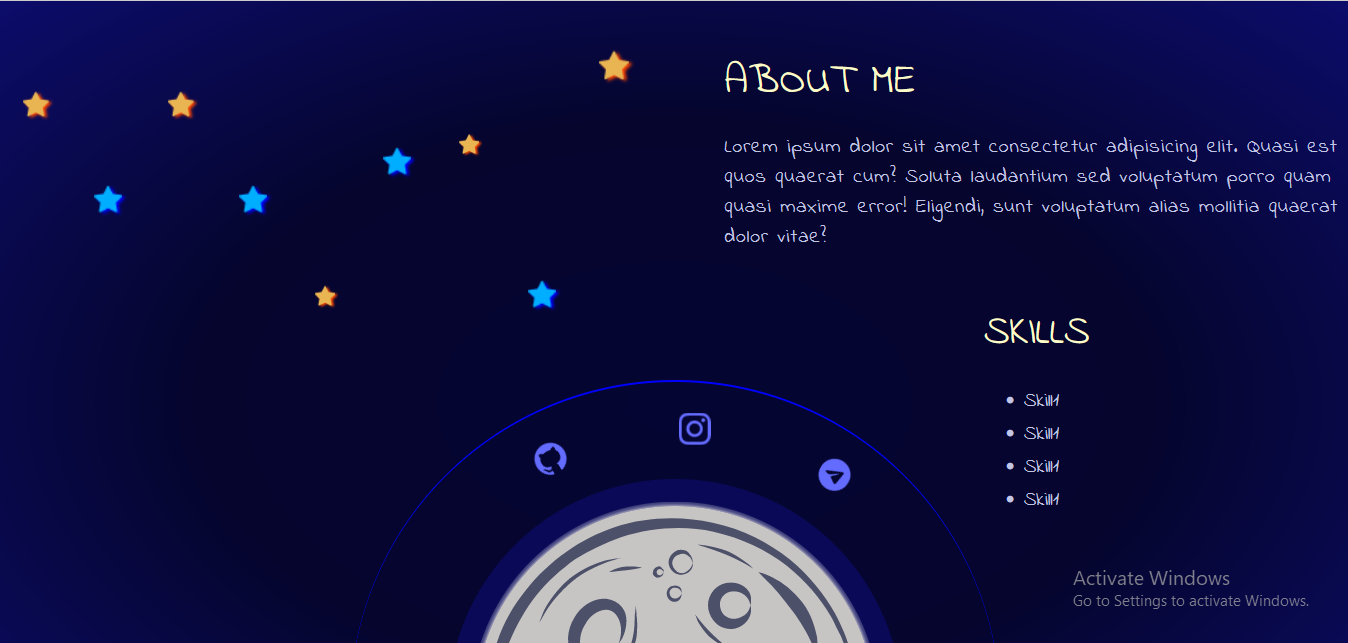 ABOUT ME
Lorem ipsum dolor sit amet consectetur adipisicing elit. Quasi est
quos quaerat cum? Soluta laudantium sed voluptatum porro quam
quasi maxime error! Eligendi, sunt voluptatum alias mollitia quaerat
dolor vitae?
SKILLS
• Skill1
• Skill1
• Skill1
• Skill1
Activate Windows
Go to Settings to activate Windows.